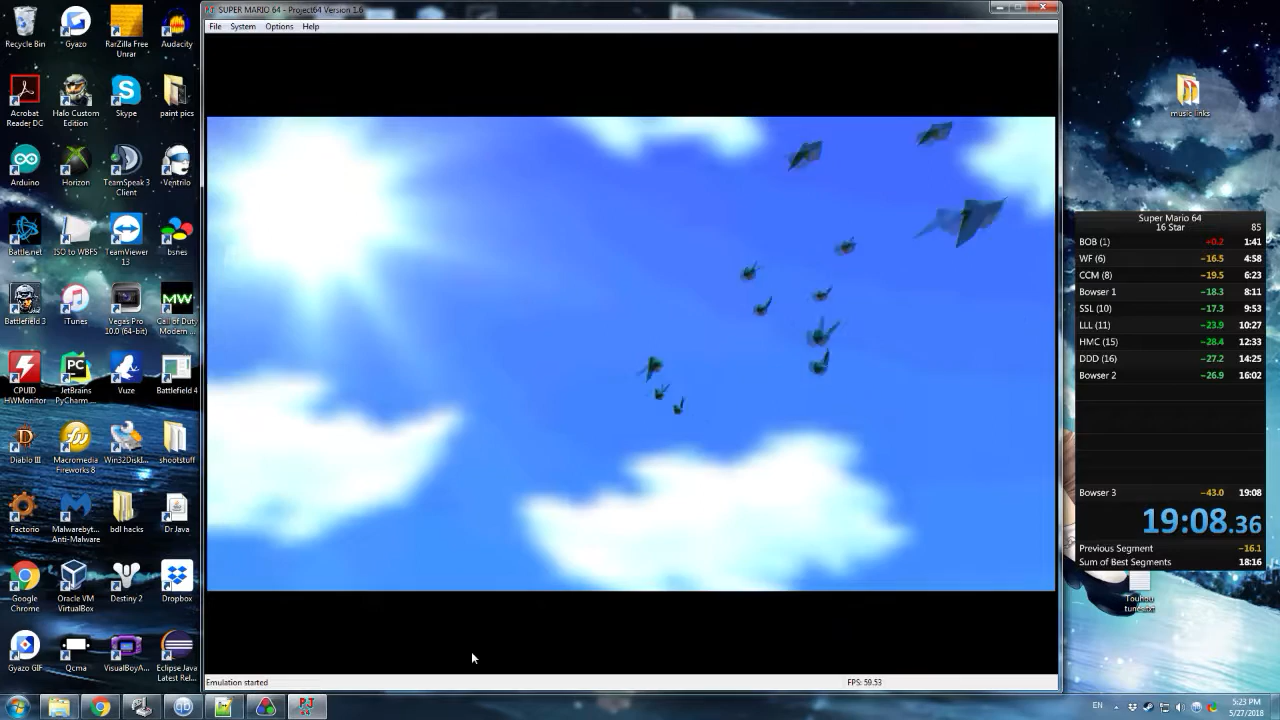 SUPER MARIO 64 - Project64 Version 1.6
File System Options Help
Recycle Bin
Gyazo
RarZilla Free Unrar
Audacity
Acrobat Reader DC
Halo Custom Edition
Skype
paint pics
Arduino
Horizon
TeamSpeak 3 Client
Ventrilo
Battle.net
ISO to WBFS
TeamViewer 13
bsnes
Battlefield 3
iTunes
Vegas Pro 10.0 (64-bit)
Call of Duty Modern ...
CPUID HWMonitor
JetBrains PyCharm ...
Vuze
Battlefield 4
Diablo III
Macromedia Fireworks 8
Win32DiskI...
shootstuff
Factorio
Malwarebyt... Anti-Malware
bdl hacks
Dr Java
Google Chrome
Oracle VM VirtualBox
Destiny 2
Dropbox
Gyazo GIF
Qcma
VisualBoyA...
Eclipse Java Latest Rel...
music links
Super Mario 64
16 Star 85
BOB (1) +0.2 1:41
WF (6) −16.5 4:58
CCM (8) −19.5 6:23
Bowser 1 −18.3 8:11
SSL (10) −17.3 9:53
LLL (11) −23.9 10:27
HMC (15) −28.4 12:33
DDD (16) −27.2 14:25
Bowser 2 −26.9 16:02
Bowser 3 −43.0 19:08
19:08.36
Previous Segment −16.1
Sum of Best Segments 18:16
Emulation started FPS: 59.53
EN
5:23 PM
5/27/2018